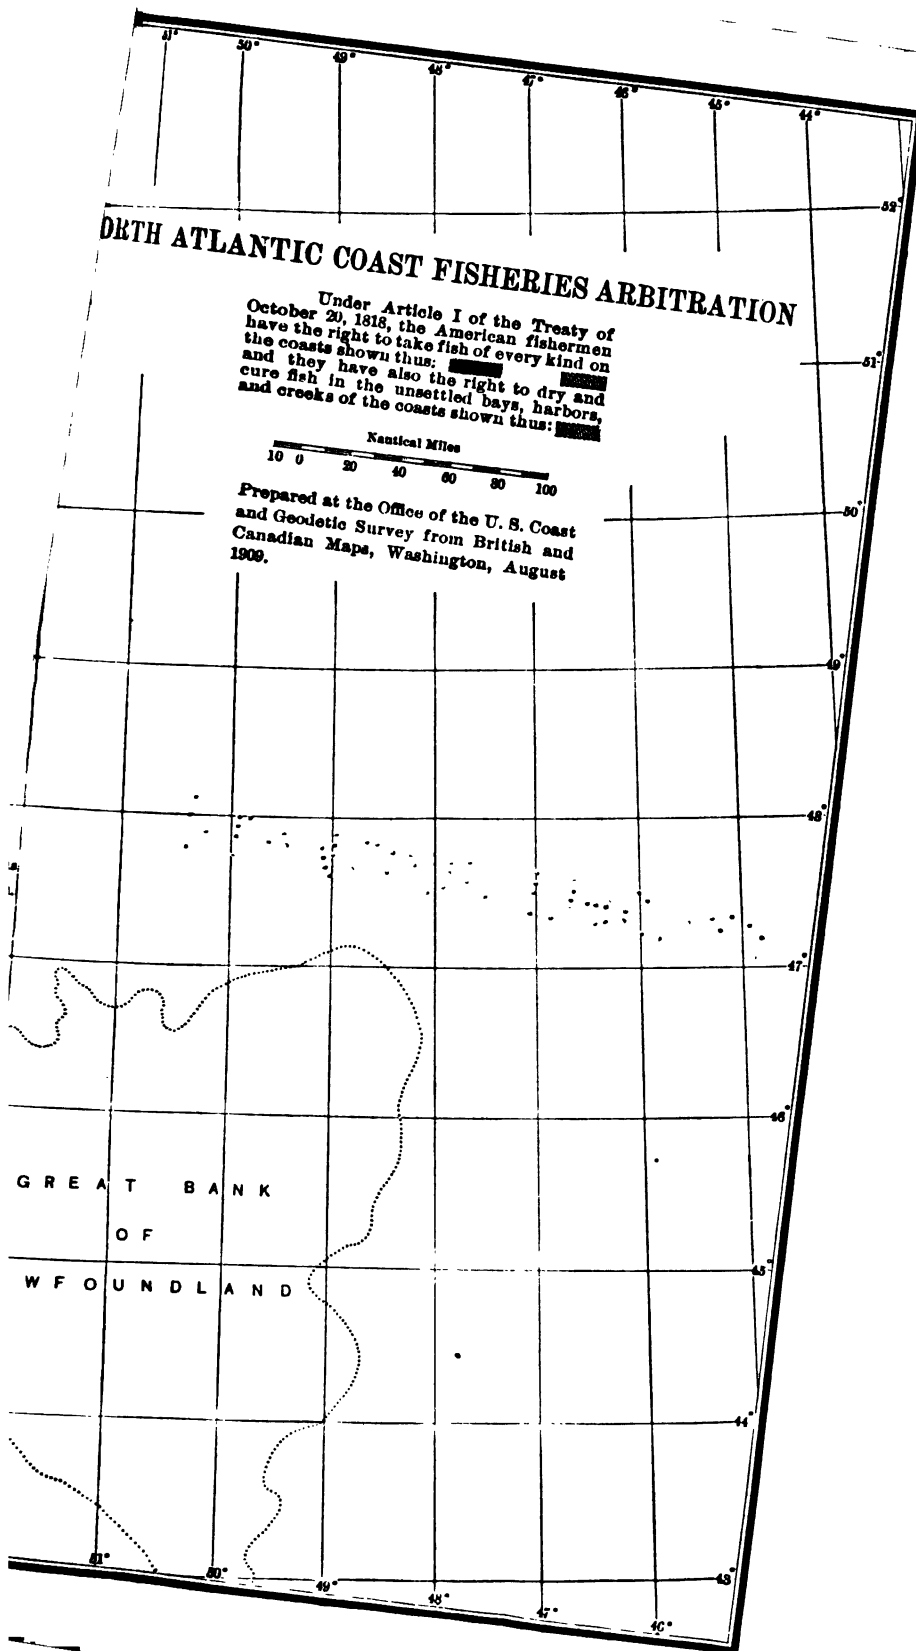 51° 50° 49° 48° 47° 46° 45° 44°
52°
ORTH ATLANTIC COAST FISHERIES ARBITRATION
Under Article I of the Treaty of
October 20, 1818, the American fishermen
have the right to take fish of every kind on
the coasts shown thus:
and they have also the right to dry and
cure fish in the unsettled bays, harbors,
and creeks of the coasts shown thus:
51°
Nautical Miles
10 0 20 40 60 80 100
Prepared at the Office of the U. S. Coast
and Geodetic Survey from British and
Canadian Maps, Washington, August
1909.
50°
49°
48°
47°
46°
GREAT BANK
OF
WFOUNDLAND
45°
44°
43°
51° 50° 49° 48° 47° 46°